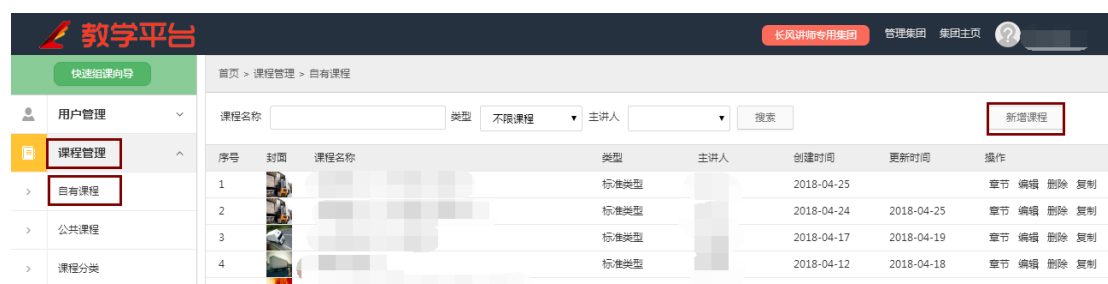 教学平台 长风讲师专用集团 管理集团 集团主页
快速组课向导 首页 > 课程管理 > 自有课程
用户管理 课程名称 类型 不限课程 主讲人 搜索 新增课程
课程管理 序号 封面 课程名称 类型 主讲人 创建时间 更新时间 操作
自有课程 1 标准类型 2018-04-25 章节 编辑 删除 复制
2 标准类型 2018-04-24 2018-04-25 章节 编辑 删除 复制
公共课程 3 标准类型 2018-04-17 2018-04-19 章节 编辑 删除 复制
课程分类 4 标准类型 2018-04-12 2018-04-18 章节 编辑 删除 复制